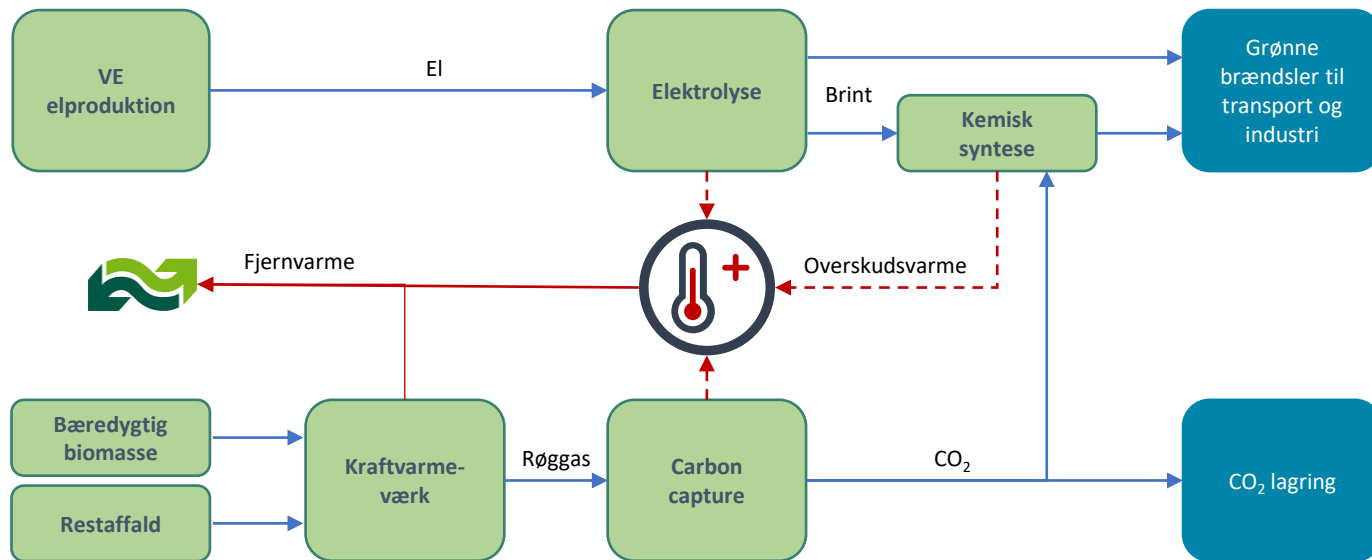 VE
elproduktion
El
Elektrolyse
Brint
Kemisk
syntese
Grønne
brændsler til
transport og
industri
Fjernvarme
Overskudsvarme
Bæredygtig
biomasse
Restaffald
Kraftvarme-
værk
Røggas
Carbon
capture
CO₂
CO₂ lagring